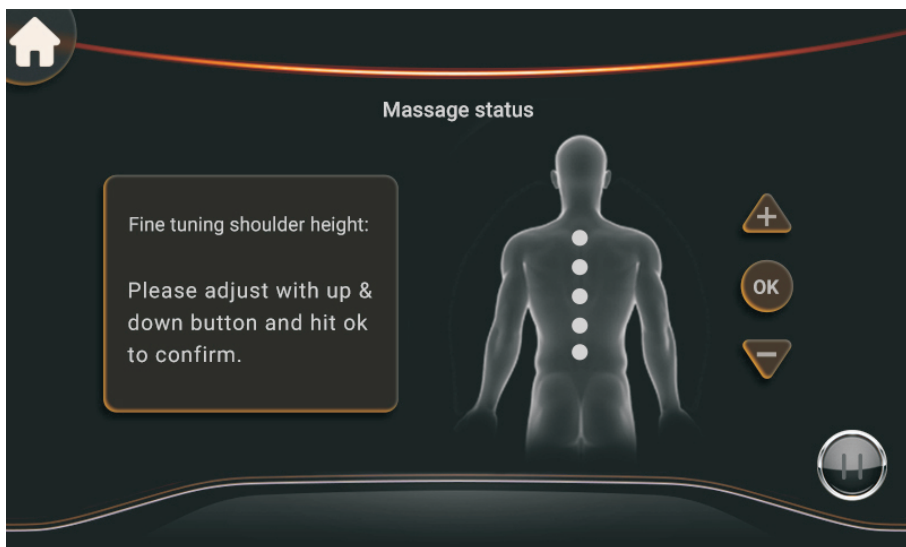 Massage status
Fine tuning shoulder height:
Please adjust with up &
down button and hit ok
to confirm.
+
OK
−